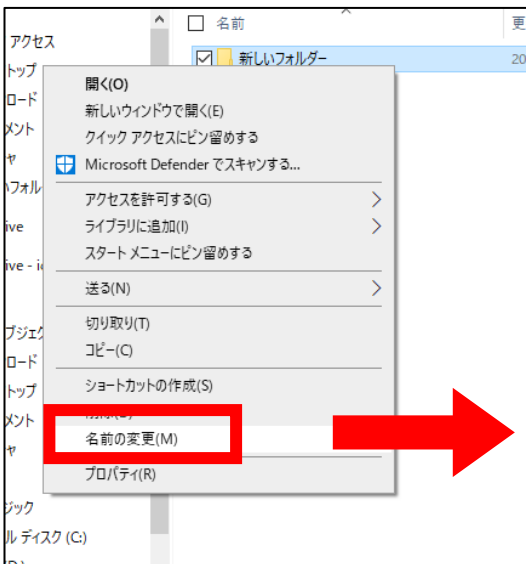 名前
更
アクセス
新しいフォルダー
20
トップ
ロード
メント
ャ
フォル
ive
ive - i
ブジェク
ロード
トップ
メント
ャ
ジック
ル ディスク (C:)
開く(O)
新しいウィンドウで開く(E)
クイック アクセスにピン留めする
Microsoft Defender でスキャンする...
アクセスを許可する(G)
ライブラリに追加(I)
スタート メニューにピン留めする
送る(N)
切り取り(T)
コピー(C)
ショートカットの作成(S)
名前の変更(M)
プロパティ(R)